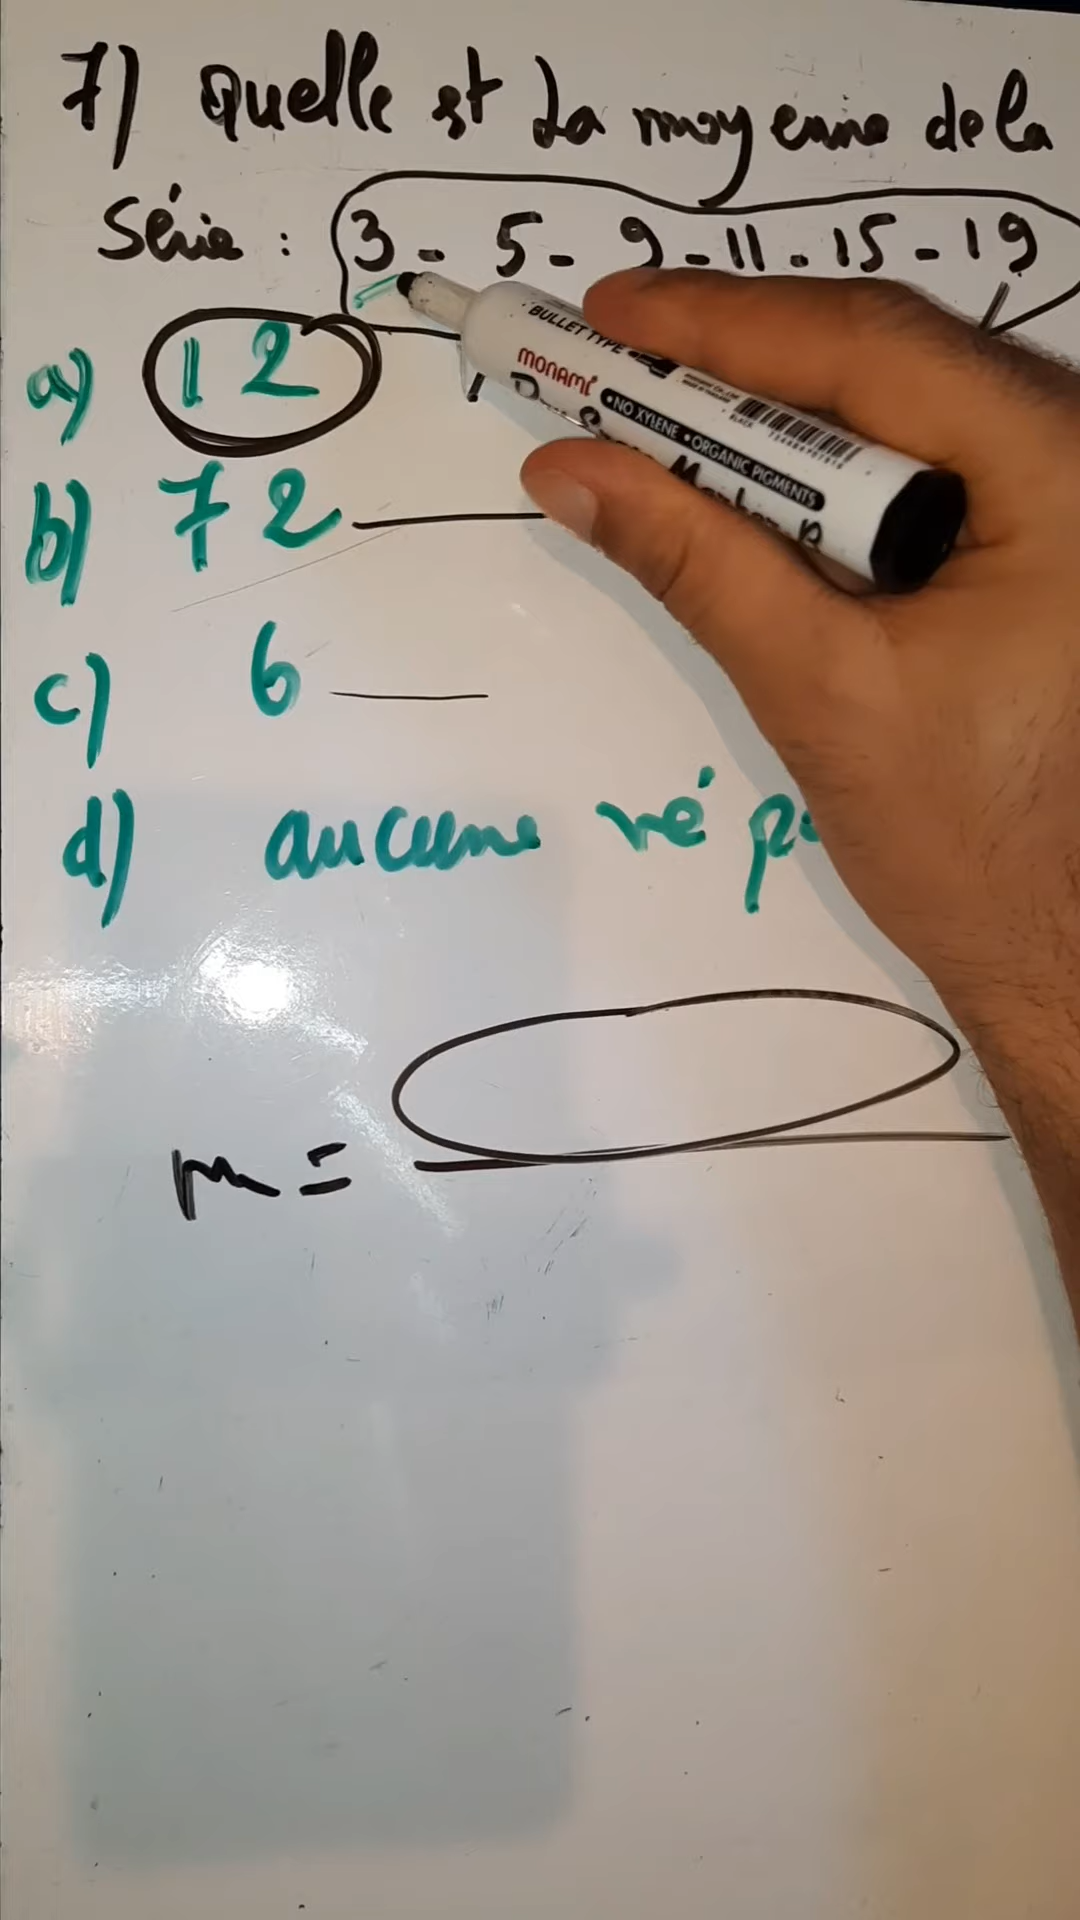 7) Quelle est La moyenne de la
Série : 3 - 5 - 9 - 11 - 15 - 19
a) 12
BULLET TYPE
MONAMI
NO XYLENE • ORGANIC PIGMENTS
b) 72
c) 6
d) aucune ré
m =